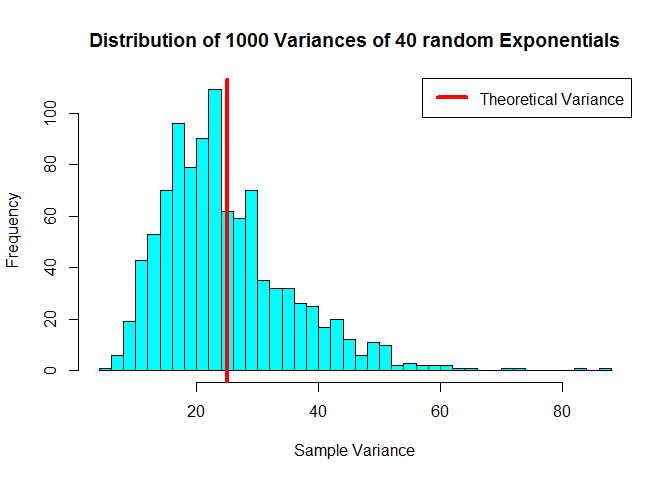 Distribution of 1000 Variances of 40 random Exponentials
Theoretical Variance
Frequency
100
80
60
40
20
0
20 40 60 80
Sample Variance